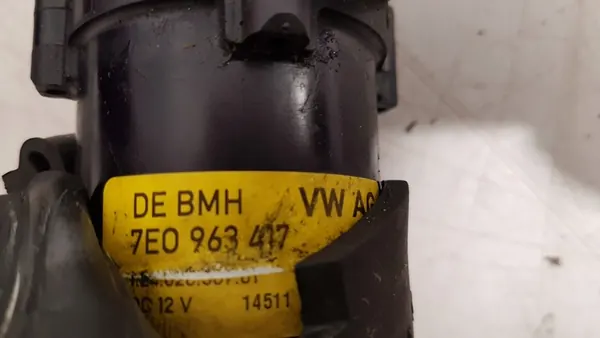 DE BMH VW AG
7E0 963 417
DC 12 V 14511